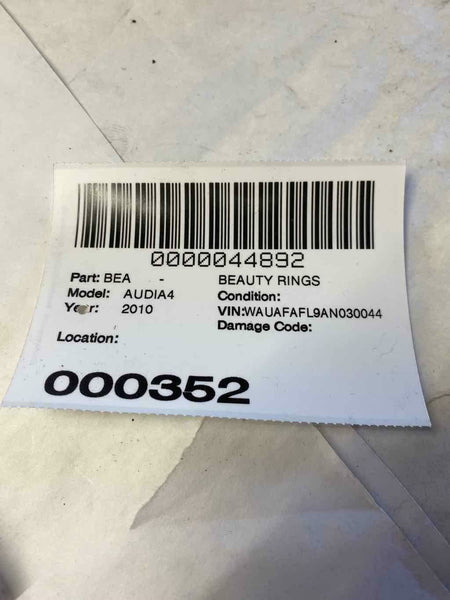 0000044892
Part: BEA - BEAUTY RINGS
Model: AUDIA4 Condition:
Year: 2010 VIN:WAUAFAFL9AN030044
Damage Code:
Location:
000352